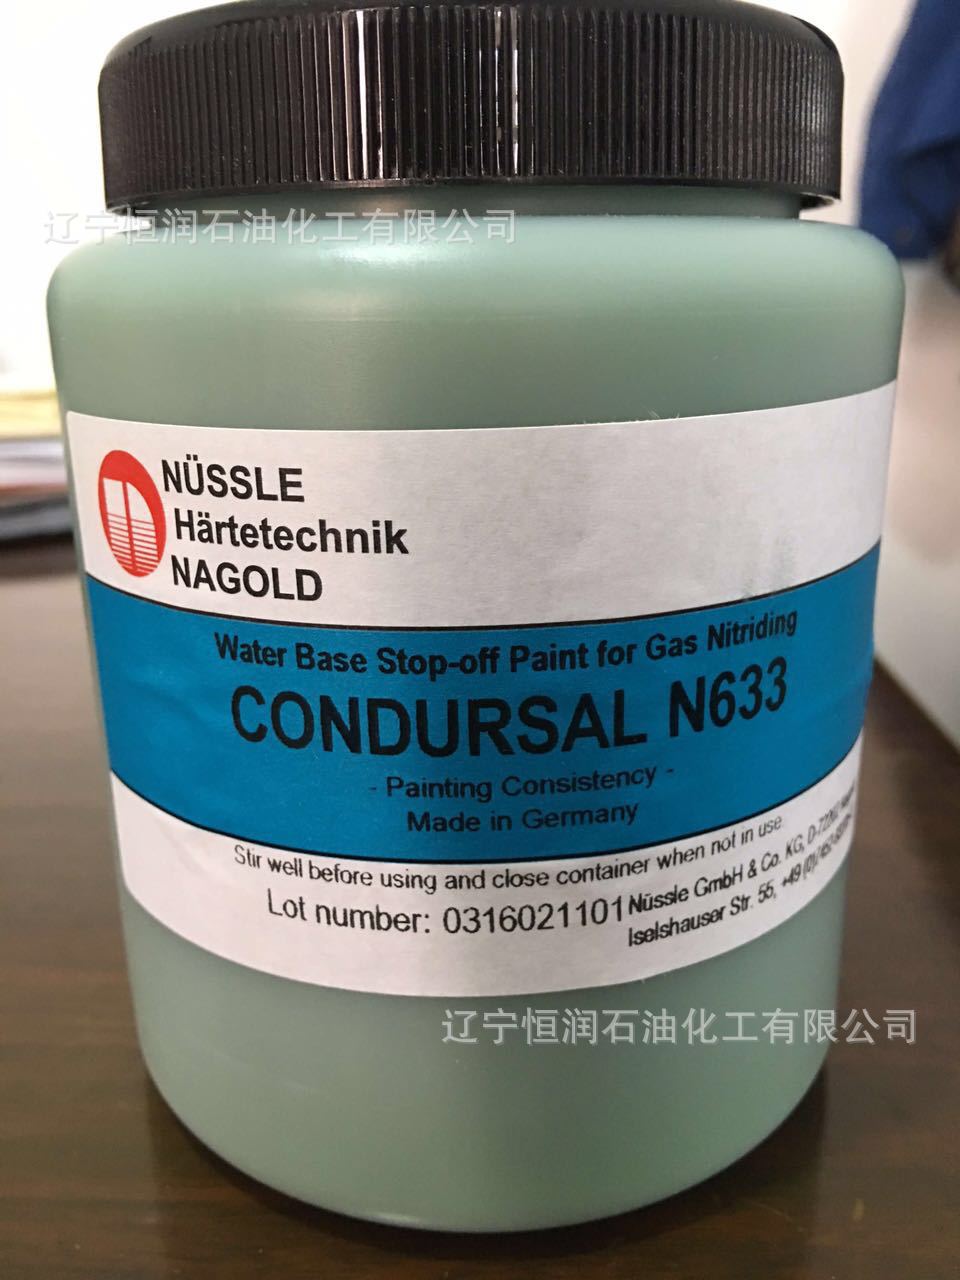 辽宁恒润石油化工有限公司
NÜSSLE
Härtetechnik
NAGOLD
Water Base Stop-off Paint for Gas Nitriding
CONDURSAL N633
- Painting Consistency -
Made in Germany
Stir well before using and close container when not in use
Lot number: 0316021101
Nüssle GmbH & Co. KG,
Iselshauser Str. 55, +49
辽宁恒润石油化工有限公司